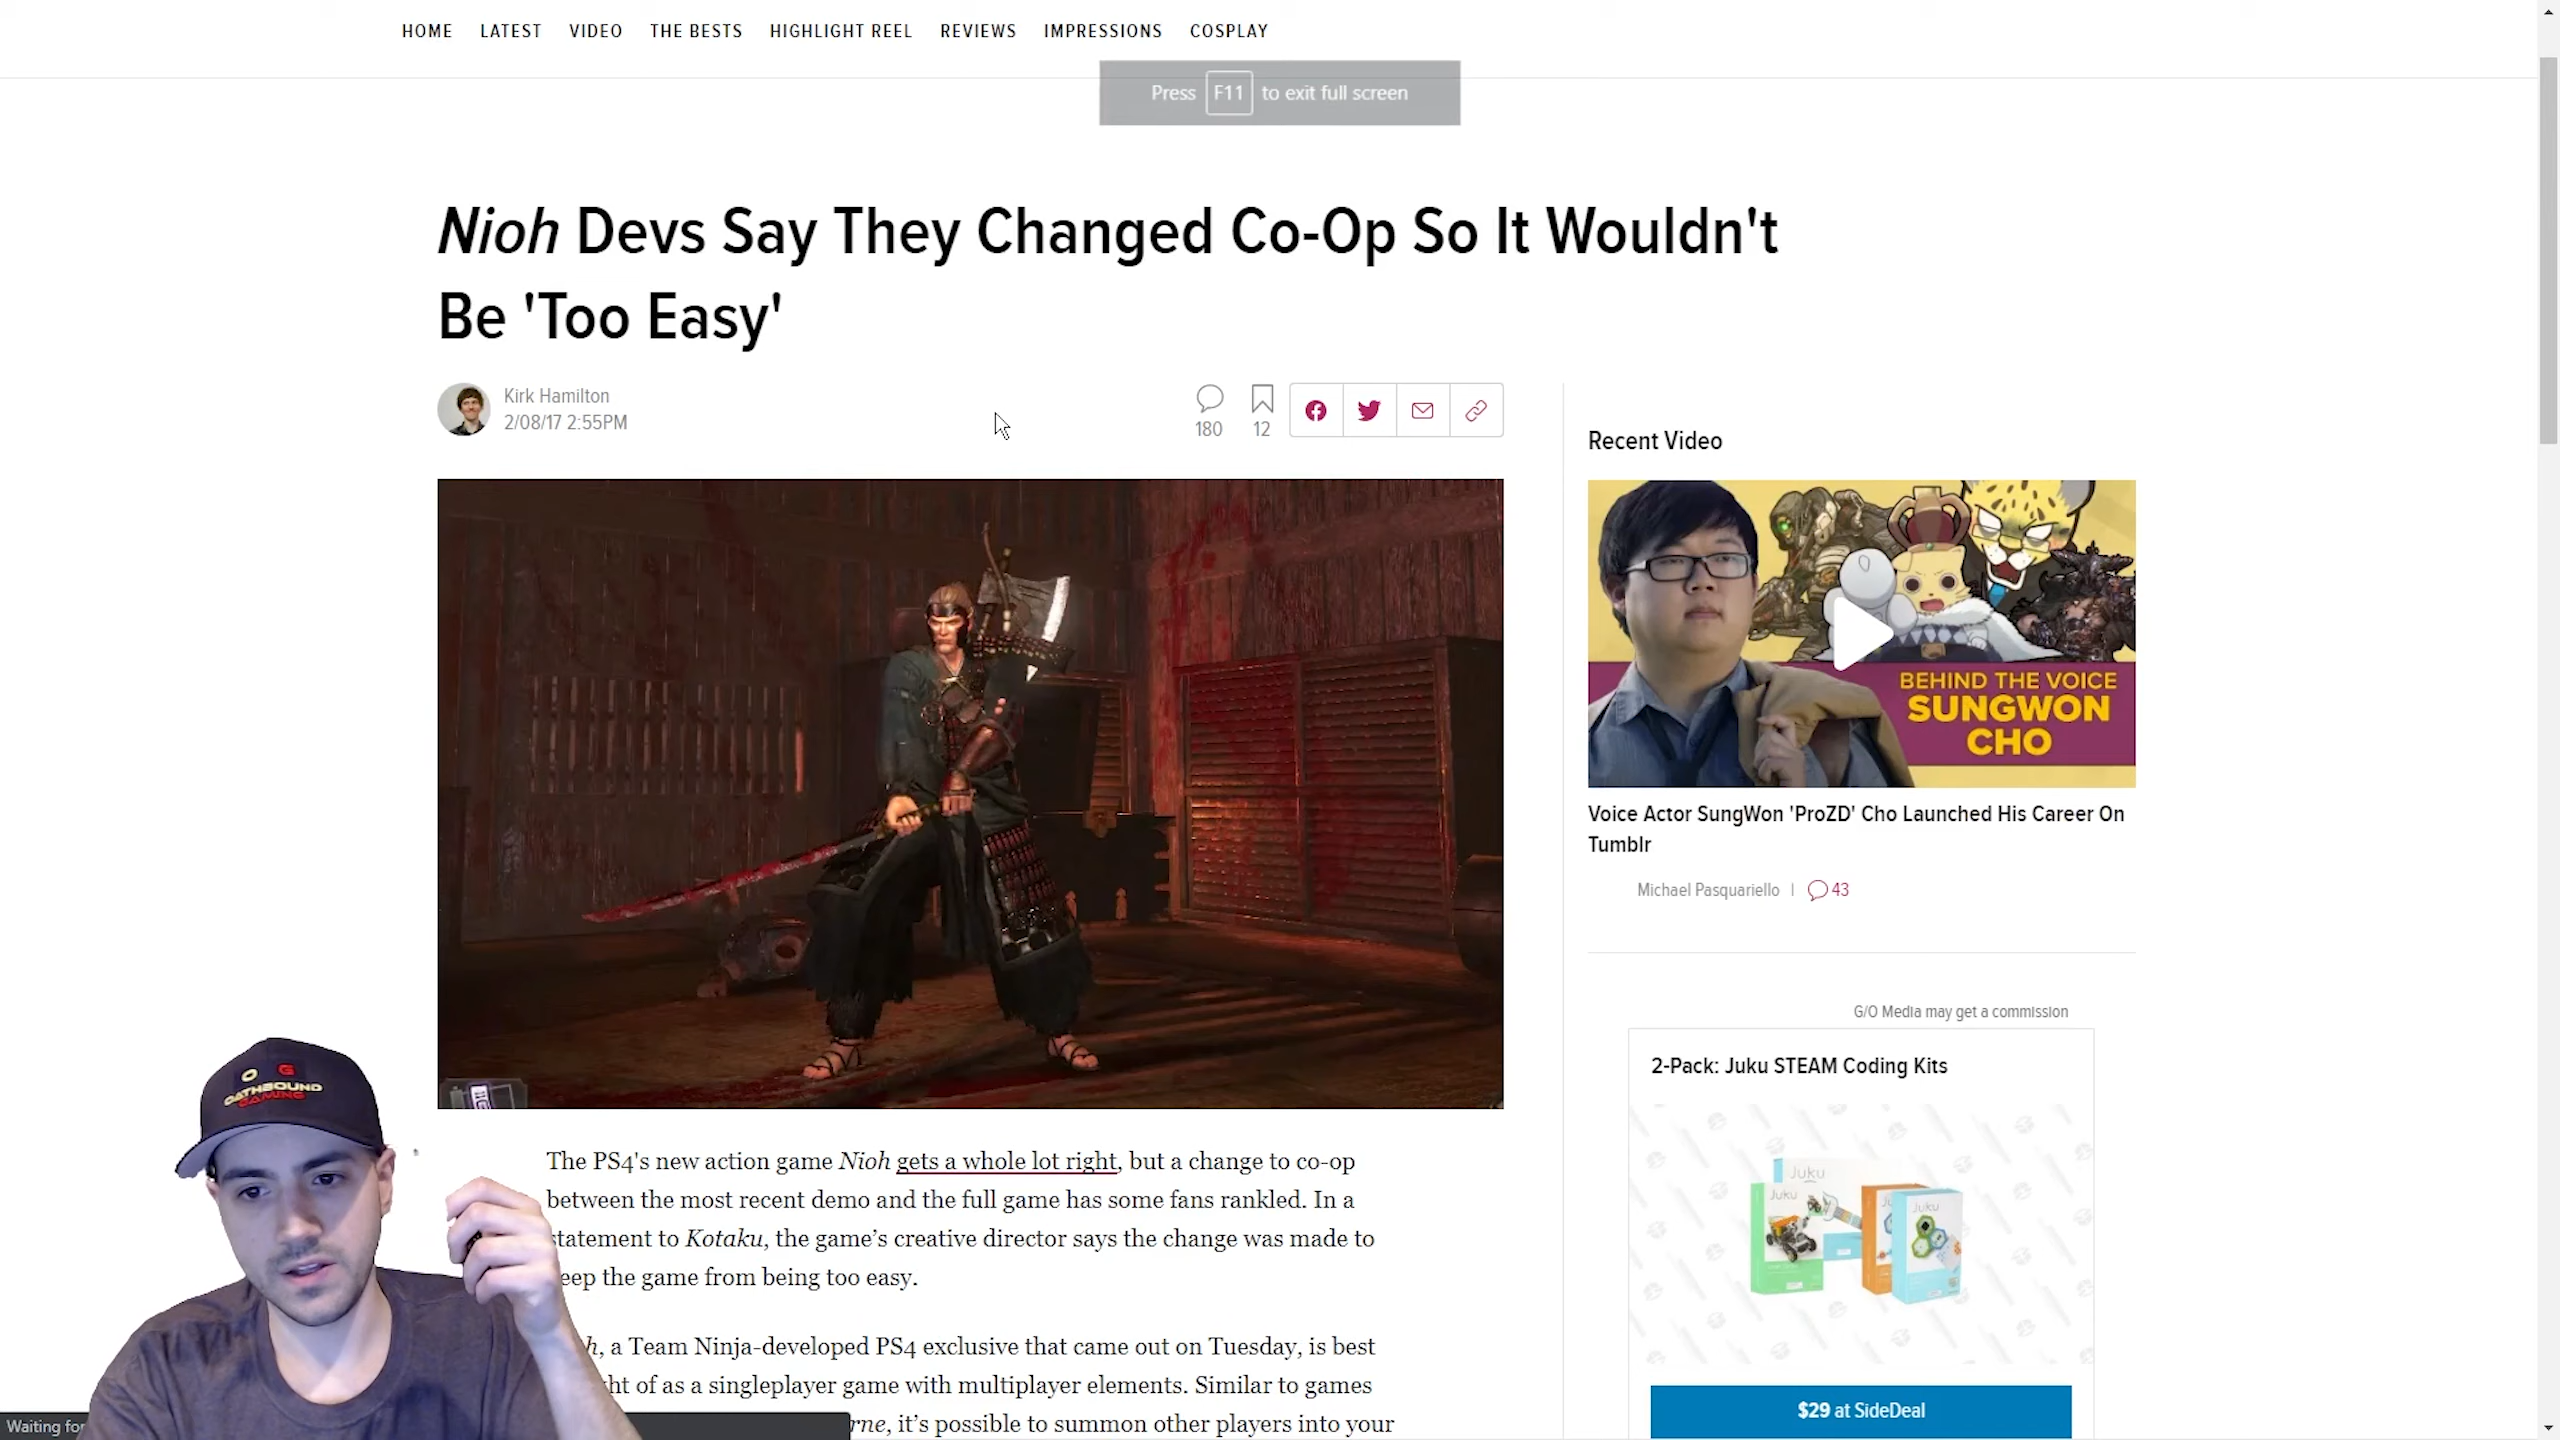 HOME LATEST VIDEO THE BESTS HIGHLIGHT REEL REVIEWS IMPRESSIONS COSPLAY
Press F11 to exit full screen
Nioh Devs Say They Changed Co-Op So It Wouldn't
Be 'Too Easy'
Kirk Hamilton
2/08/17 2:55PM
180
12
The PS4's new action game Nioh gets a whole lot right, but a change to co-op
between the most recent demo and the full game has some fans rankled. In a
statement to Kotaku, the game's creative director says the change was made to
eep the game from being too easy.
h, a Team Ninja-developed PS4 exclusive that came out on Tuesday, is best
ht of as a singleplayer game with multiplayer elements. Similar to games
rne, it's possible to summon other players into your
Waiting for
OG
OATHBOUND
GAMING
Recent Video
BEHIND THE VOICE
SUNGWON
CHO
Voice Actor SungWon 'ProZD' Cho Launched His Career On
Tumblr
Michael Pasquariello | 43
G/O Media may get a commission
2-Pack: Juku STEAM Coding Kits
Juku
Juku
Juku
$29 at SideDeal